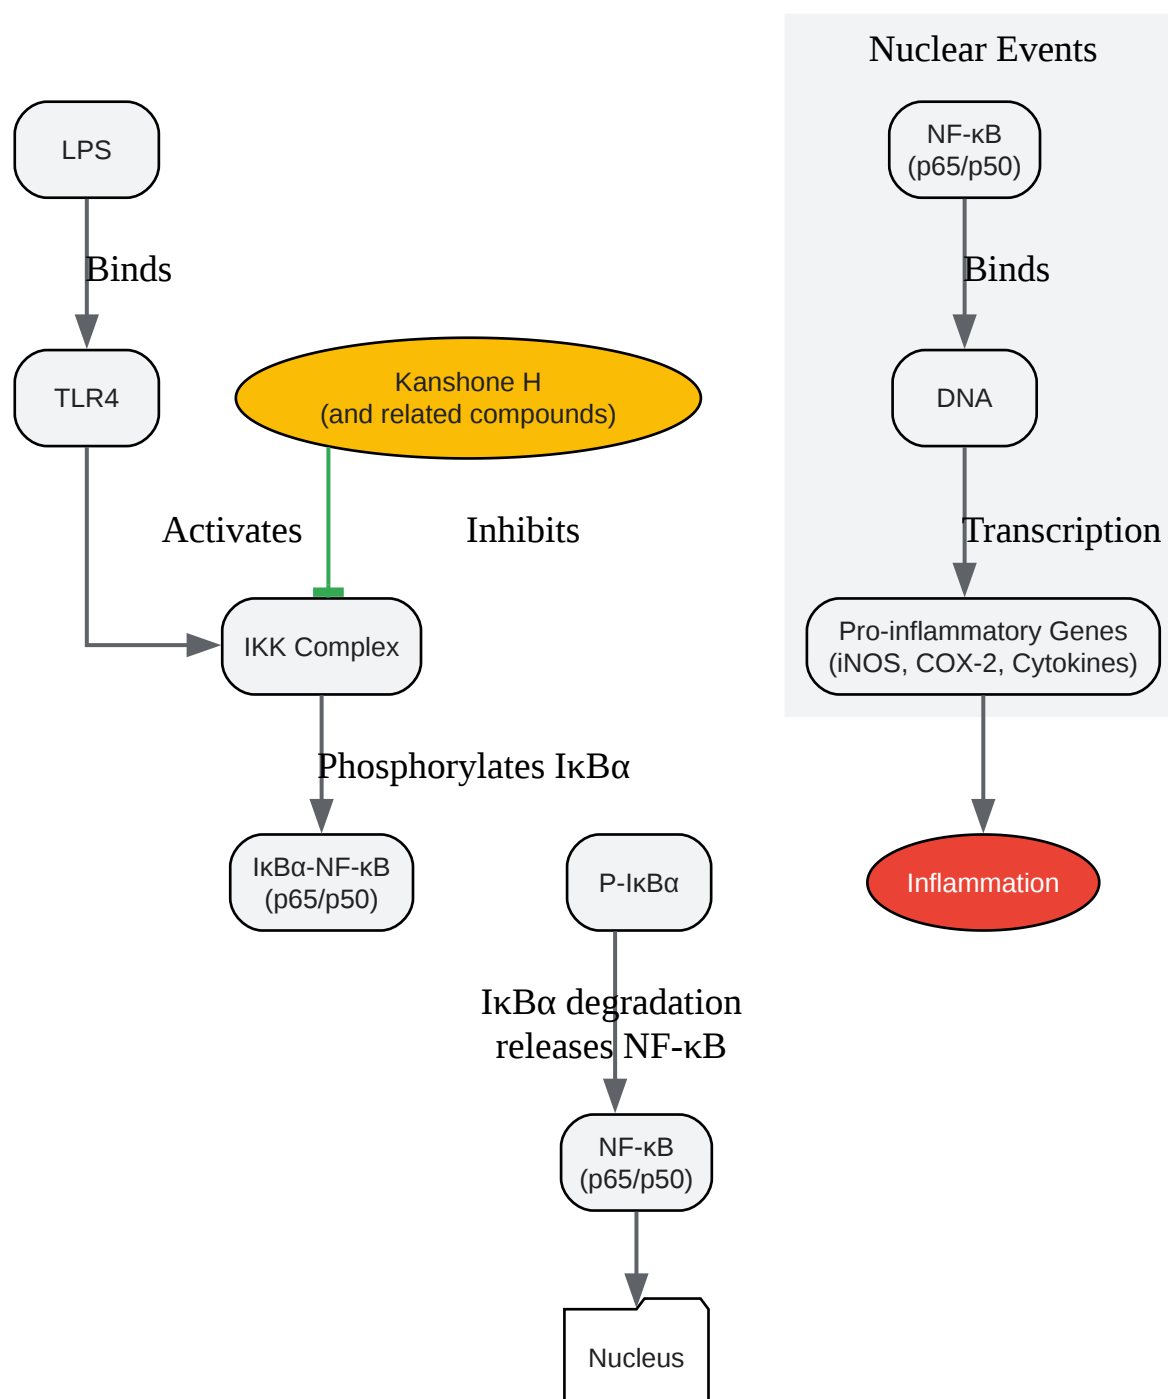 Nuclear Events
LPS
NF-κB
(p65/p50)
Binds
Binds
TLR4
Kanshone H
(and related compounds)
DNA
Activates
Inhibits
Transcription
IKK Complex
Pro-inflammatory Genes
(iNOS, COX-2, Cytokines)
Phosphorylates IκBα
IκBα-NF-κB
(p65/p50)
P-IκBα
Inflammation
IκBα degradation
releases NF-κB
NF-κB
(p65/p50)
Nucleus